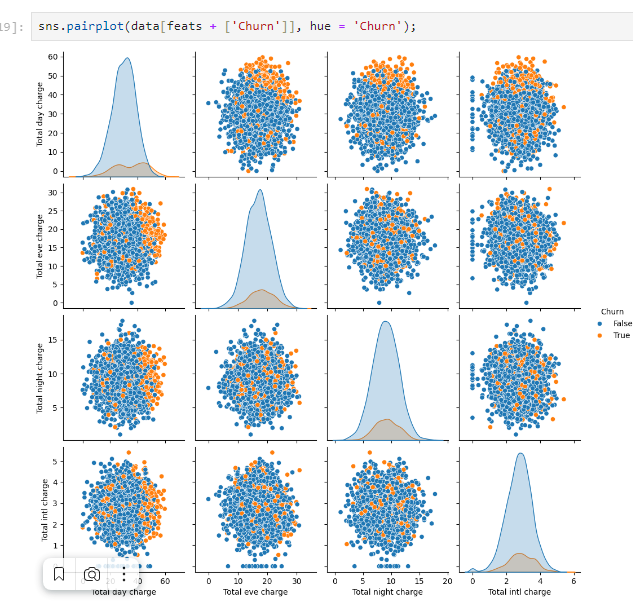 19]: sns.pairplot(data[feats + ['Churn']], hue = 'Churn');
Total day charge
60
50
40
30
20
10
0
Total eve charge
30
25
20
15
10
5
0
Total night charge
15
10
5
Total intl charge
5
4
3
2
1
Churn
False
True
60
0 10 20 30
0 5 10 15 20
0 2 4 6
Total day charge
Total eve charge
Total night charge
Total intl charge